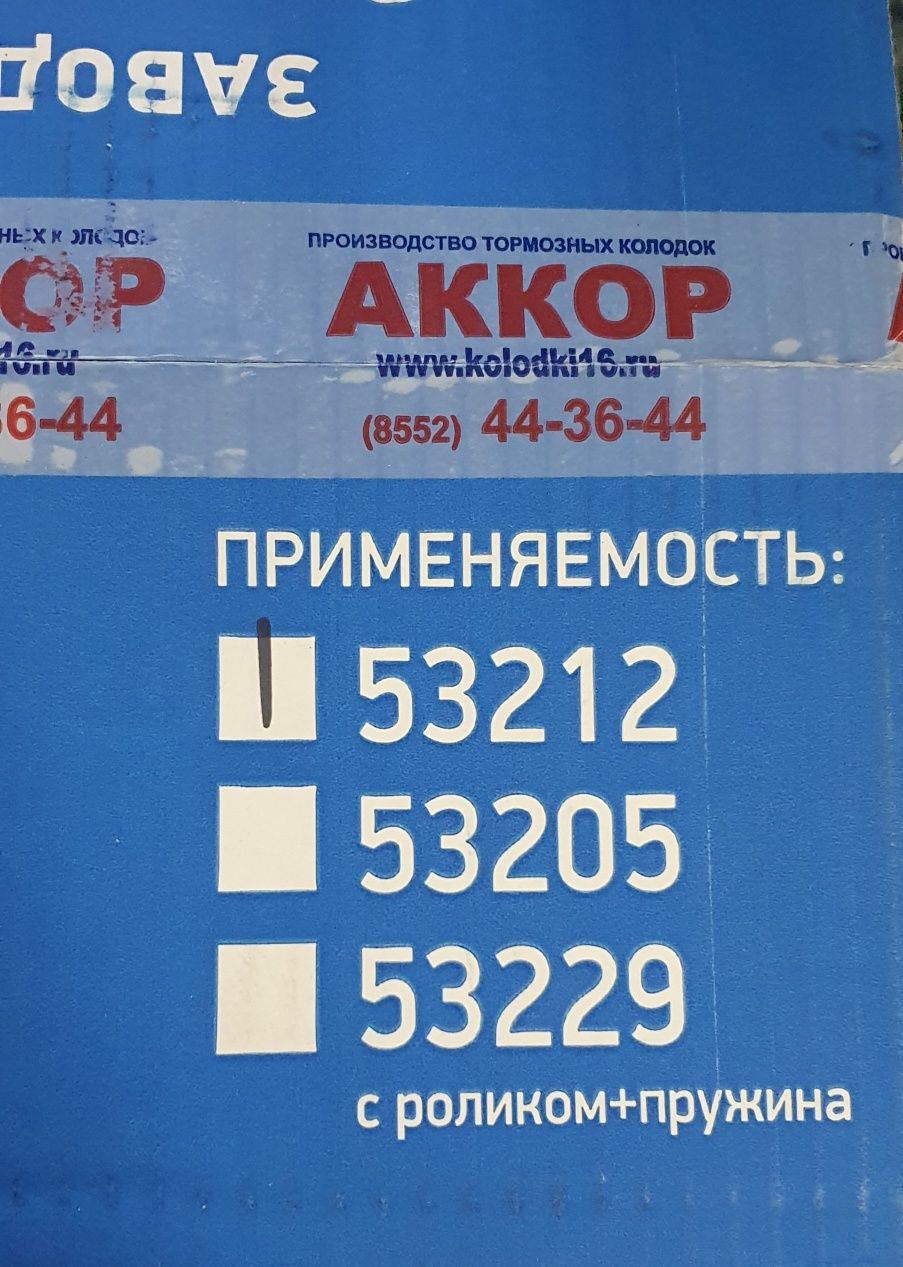 ЗАВОД
ПРОИЗВОДСТВО ТОРМОЗНЫХ КОЛОДОК
АККОР
www.kolodki16.ru
(8552) 44-36-44
ПРИМЕНЯЕМОСТЬ:
53212
53205
53229
с роликом+пружина